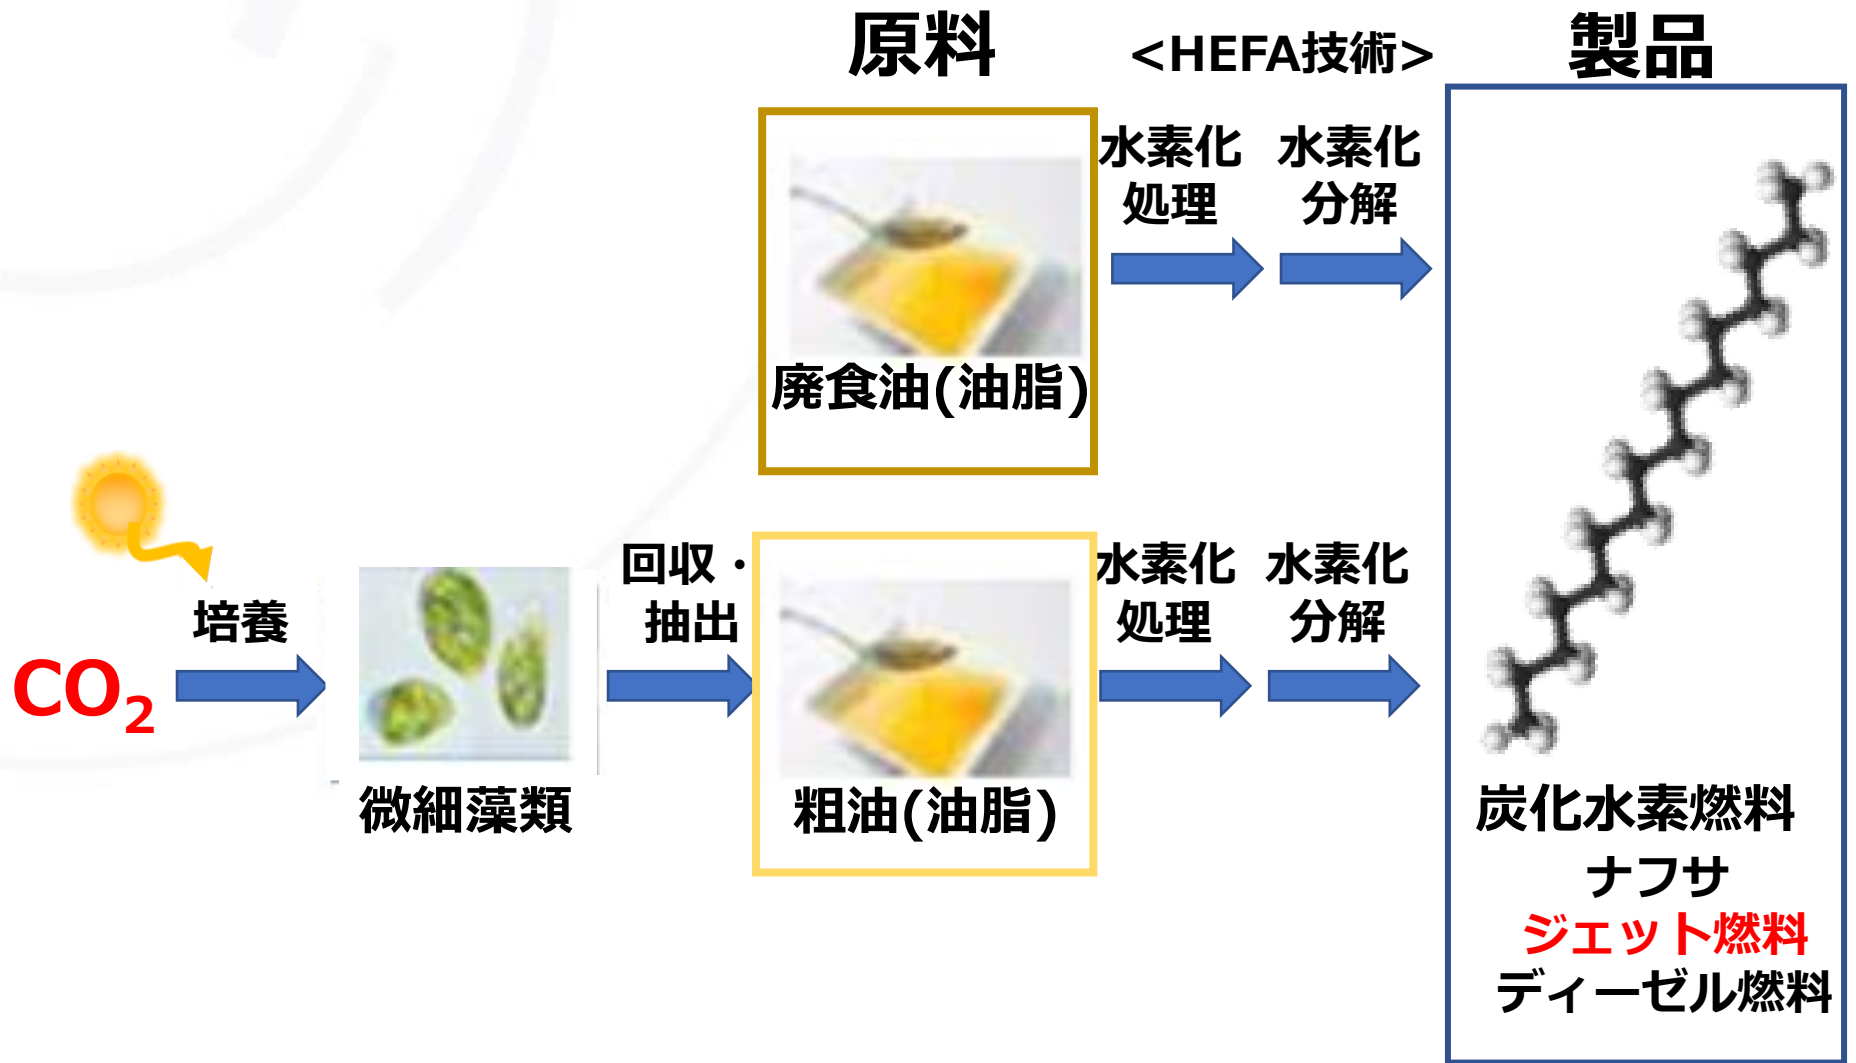 原料
<HEFA技術>
製品
水素化
処理
水素化
分解
廃食油(油脂)
培養
CO₂
微細藻類
回収・
抽出
粗油(油脂)
水素化
処理
水素化
分解
炭化水素燃料
ナフサ
ジェット燃料
ディーゼル燃料